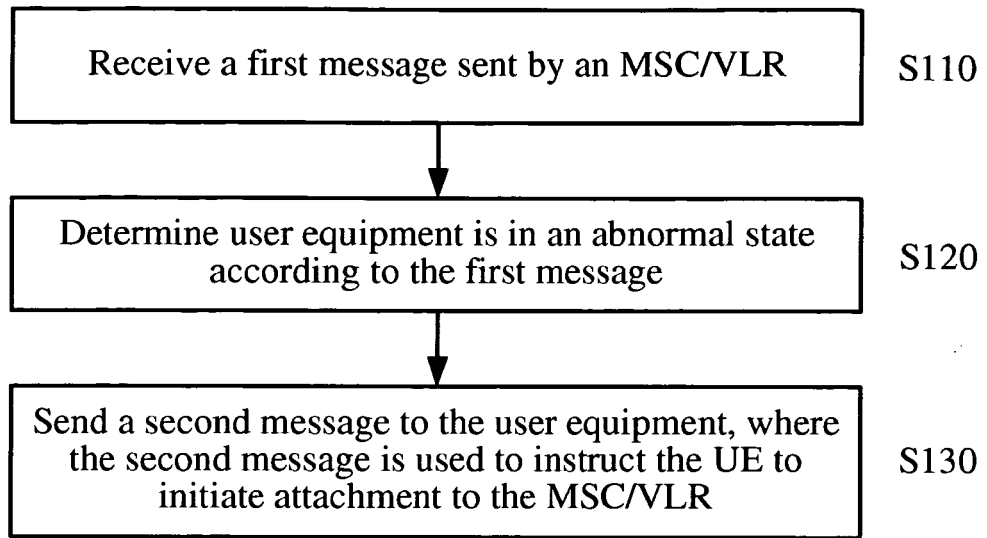 Receive a first message sent by an MSC/VLR
S110
Determine user equipment is in an abnormal state
according to the first message
S120
Send a second message to the user equipment, where
the second message is used to instruct the UE to
initiate attachment to the MSC/VLR
S130